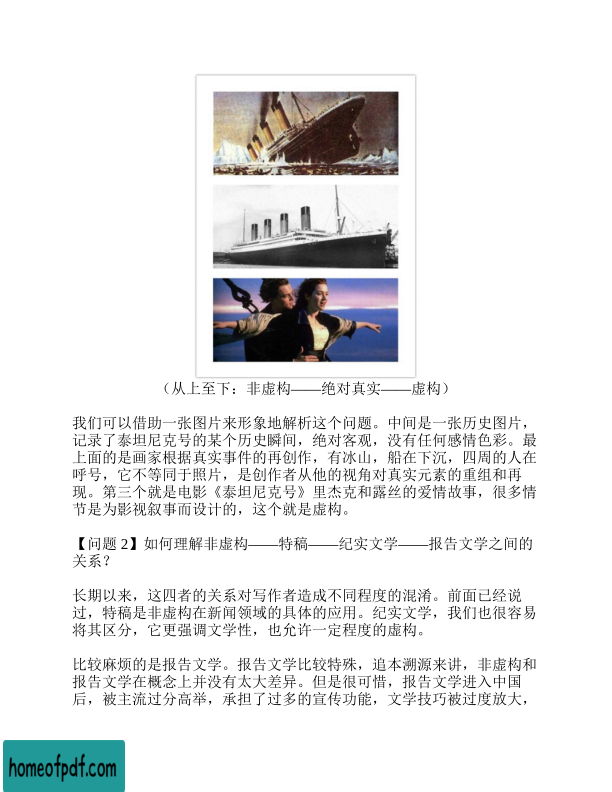 （从上至下：非虚构——绝对真实——虚构）
我们可以借助一张图片来形象地解析这个问题。中间是一张历史图片，
记录了泰坦尼克号的某个历史瞬间，绝对客观，没有任何感情色彩。最
上面的是画家根据真实事件的再创作，有冰山，船在下沉，四周的人在
呼号，它不等同于照片，是创作者从他的视角对真实元素的重组和再
现。第三个就是电影《泰坦尼克号》里杰克和露丝的爱情故事，很多情
节是为影视叙事而设计的，这个就是虚构。
【问题 2】如何理解非虚构——特稿——纪实文学——报告文学之间的
关系？
长期以来，这四者的关系对写作者造成不同程度的混淆。前面已经说
过，特稿是非虚构在新闻领域的具体的应用。纪实文学，我们也很容易
将其区分，它更强调文学性，也允许一定程度的虚构。
比较麻烦的是报告文学。报告文学比较特殊，追本溯源来讲，非虚构和
报告文学在概念上并没有太大差异。但是很可惜，报告文学进入中国
后，被主流过分高举，承担了过多的宣传功能，文学技巧被过度放大，
homeofpdf.com